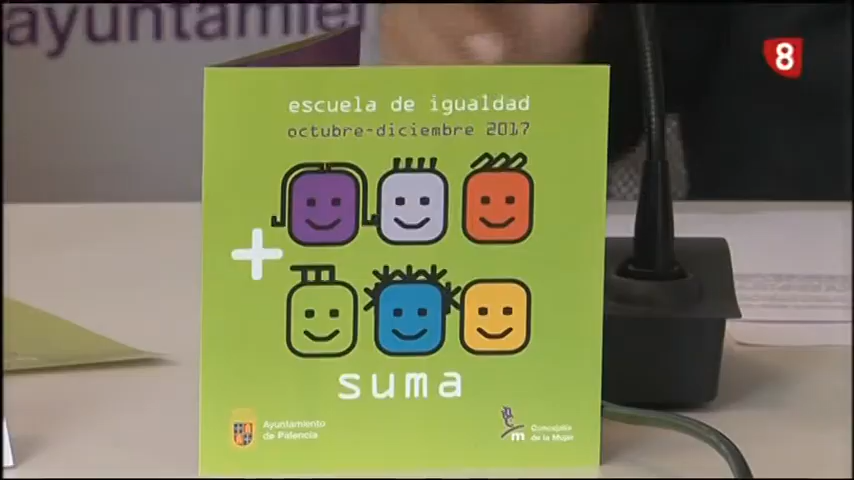 ayuntamien
8
escuela de igualdad
octubre-diciembre 2017
+
suma
Ayuntamiento
de Palencia
m
Concejalía
de la Mujer